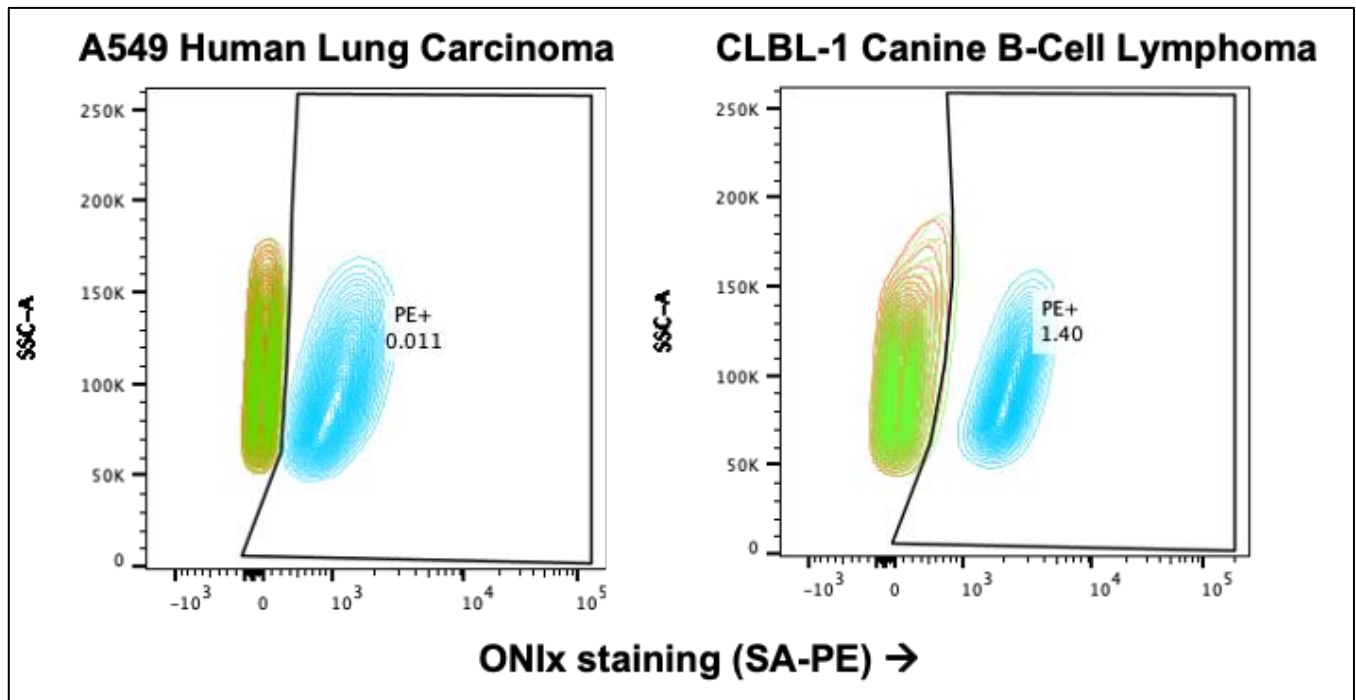 A549 Human Lung Carcinoma
250K
200K
150K
100K
50K
0
SSC-A
PE+
0.011
-10³ 0 10³ 10⁴ 10⁵
CLBL-1 Canine B-Cell Lymphoma
250K
200K
150K
100K
50K
0
SSC-A
PE+
1.40
-10³ 0 10³ 10⁴ 10⁵
ONIx staining (SA-PE) →